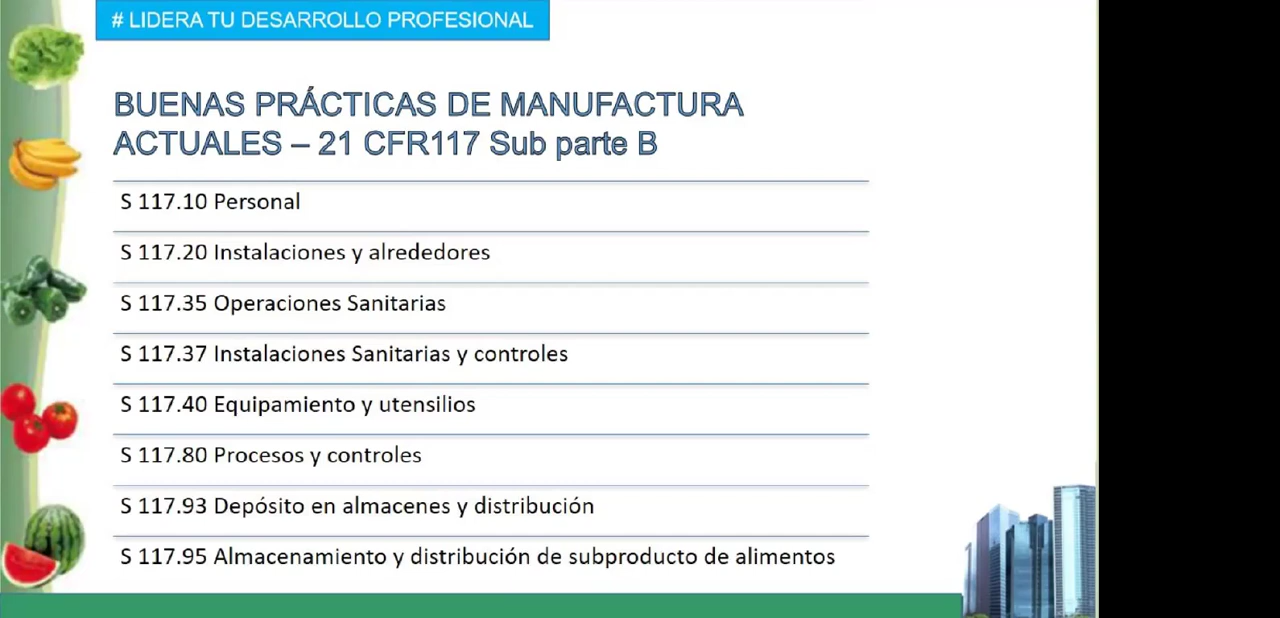 # LIDERA TU DESARROLLO PROFESIONAL
BUENAS PRÁCTICAS DE MANUFACTURA
ACTUALES – 21 CFR117 Sub parte B
S 117.10 Personal
S 117.20 Instalaciones y alrededores
S 117.35 Operaciones Sanitarias
S 117.37 Instalaciones Sanitarias y controles
S 117.40 Equipamiento y utensilios
S 117.80 Procesos y controles
S 117.93 Depósito en almacenes y distribución
S 117.95 Almacenamiento y distribución de subproducto de alimentos